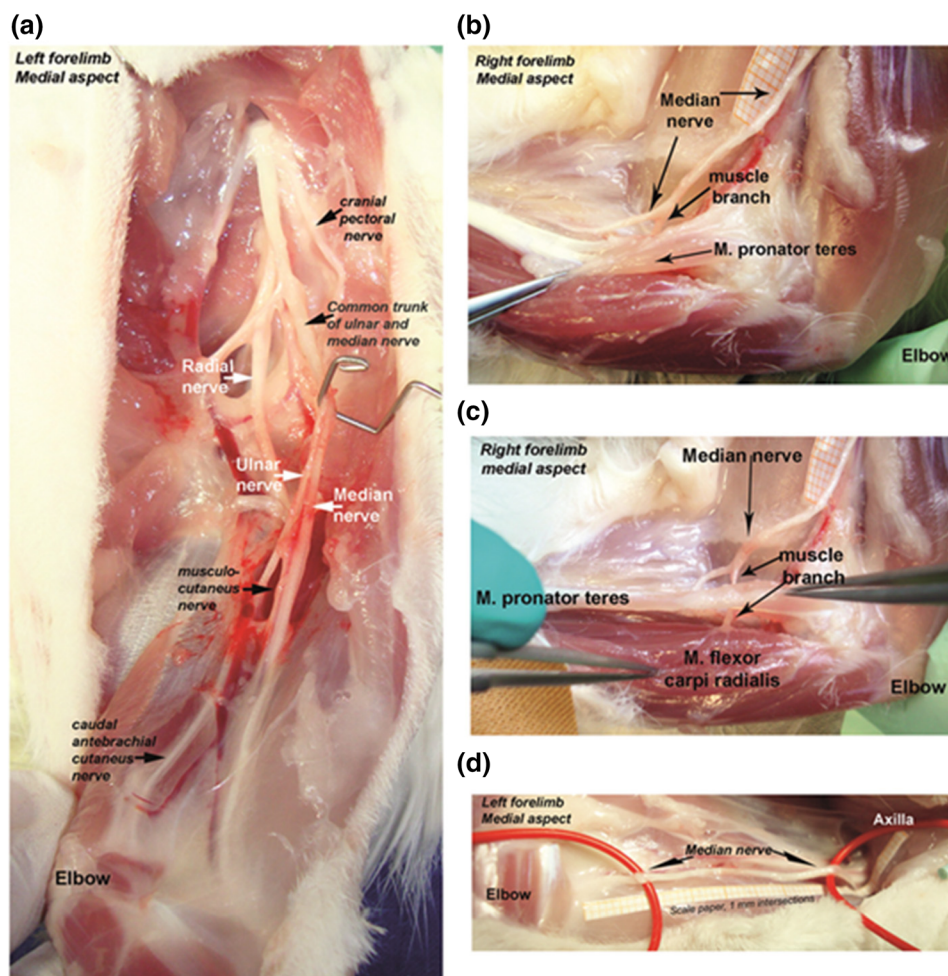 (a)
Left forelimb
Medial aspect
cranial
pectoral
nerve
Common trunk
of ulnar and
median nerve
Radial
nerve
Ulnar
nerve
Median
nerve
musculo-
cutaneus
nerve
caudal
antebrachial
cutaneus
nerve
Elbow
(b)
Right forelimb
Medial aspect
Median
nerve
muscle
branch
M. pronator teres
Elbow
(c)
Right forelimb
medial aspect
Median nerve
muscle
branch
M. pronator teres
M. flexor
carpi radialis
Elbow
(d)
Left forelimb
Medial aspect
Axilla
Median nerve
Elbow
Scale paper, 1 mm intersections